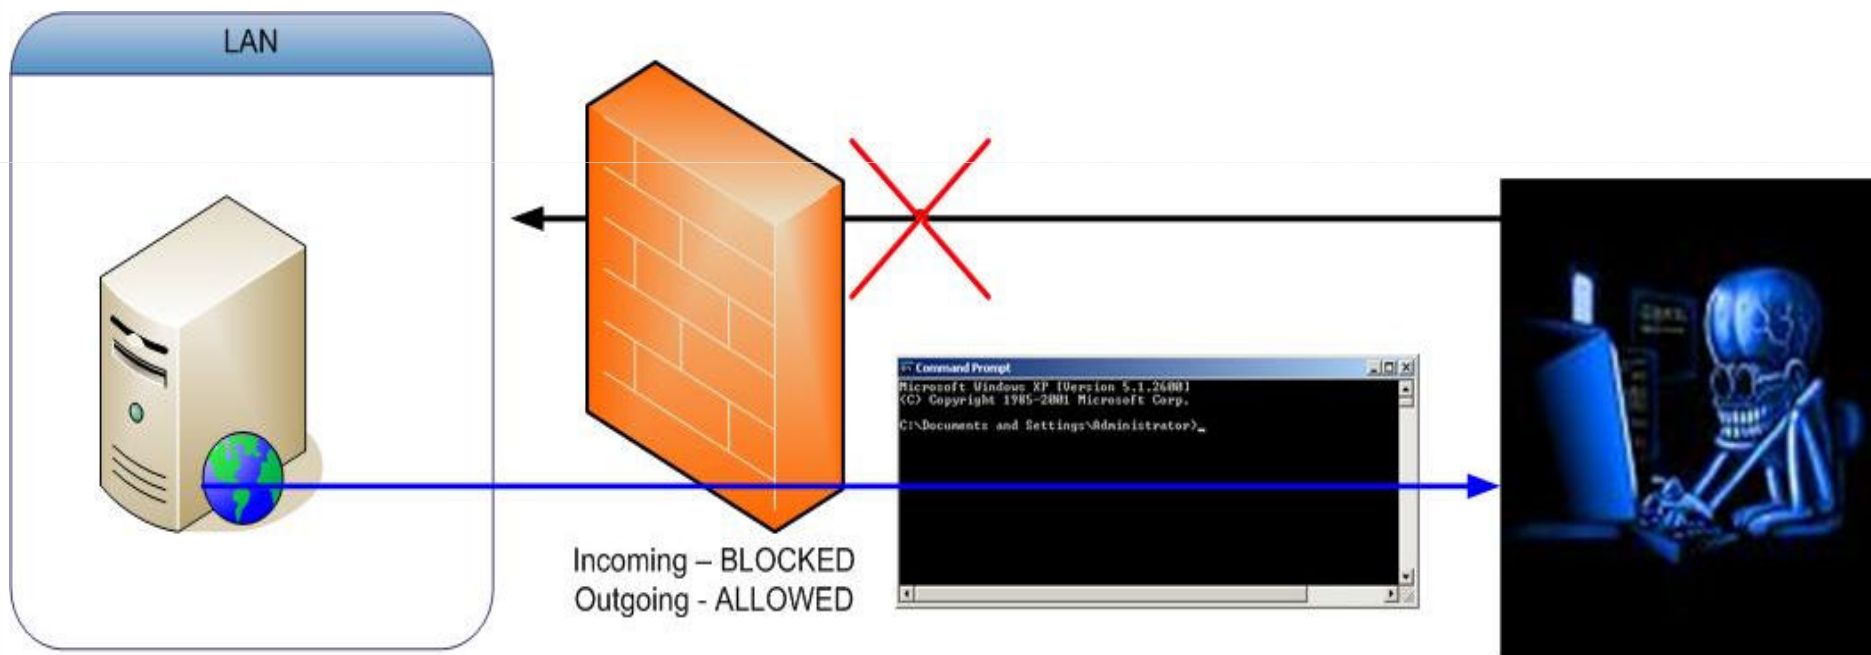 LAN
Command Prompt
Microsoft Windows XP [Version 5.1.2600]
(C) Copyright 1985-2001 Microsoft Corp.
C:\Documents and Settings\Administrator>_
Incoming – BLOCKED
Outgoing - ALLOWED